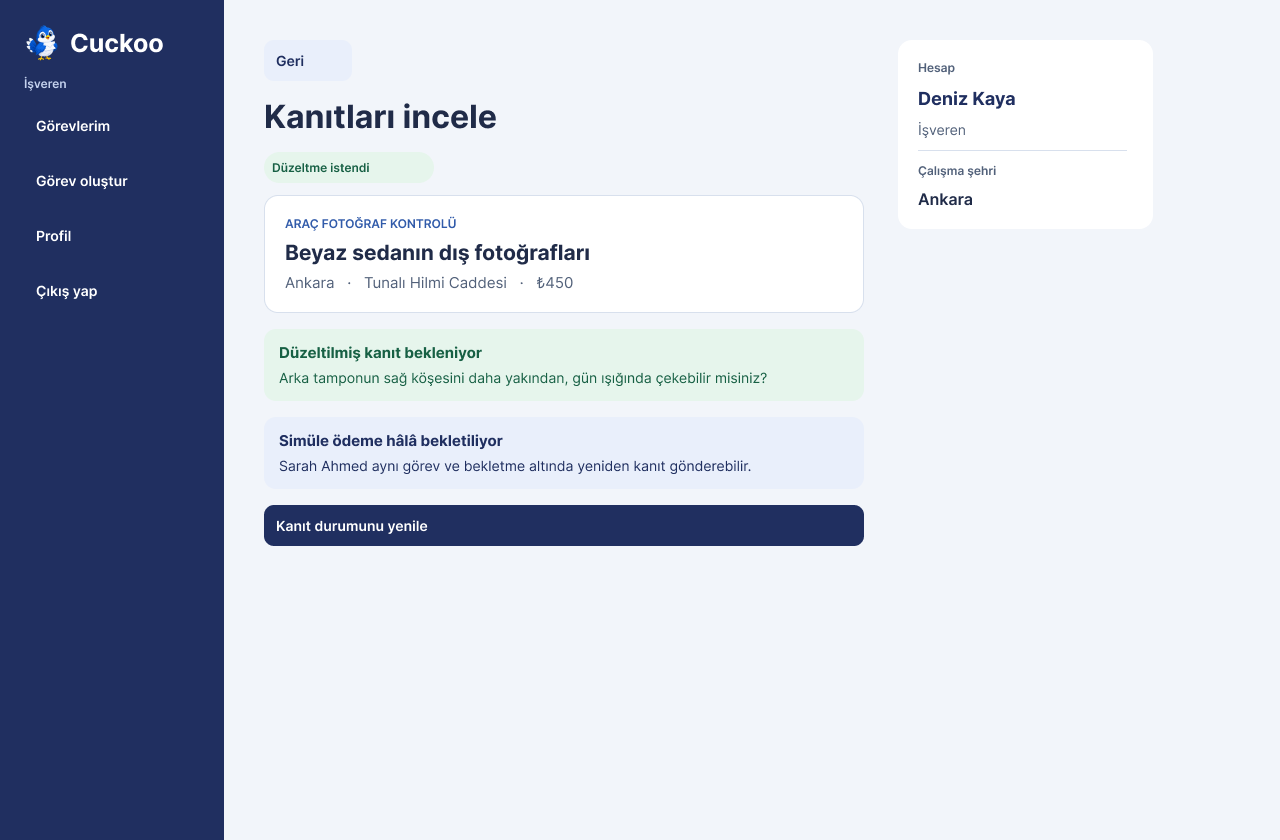 Cuckoo
İşveren
Görevlerim
Görev oluştur
Profil
Çıkış yap
Geri
Kanıtları incele
Düzeltme istendi
ARAÇ FOTOĞRAF KONTROLÜ
Beyaz sedanın dış fotoğrafları
Ankara · Tunalı Hilmi Caddesi · ₺450
Düzeltilmiş kanıt bekleniyor
Arka tamponun sağ köşesini daha yakından, gün ışığında çekebilir misiniz?
Simüle ödeme hâlâ bekletiliyor
Sarah Ahmed aynı görev ve bekletme altında yeniden kanıt gönderebilir.
Kanıt durumunu yenile
Hesap
Deniz Kaya
İşveren
Çalışma şehri
Ankara